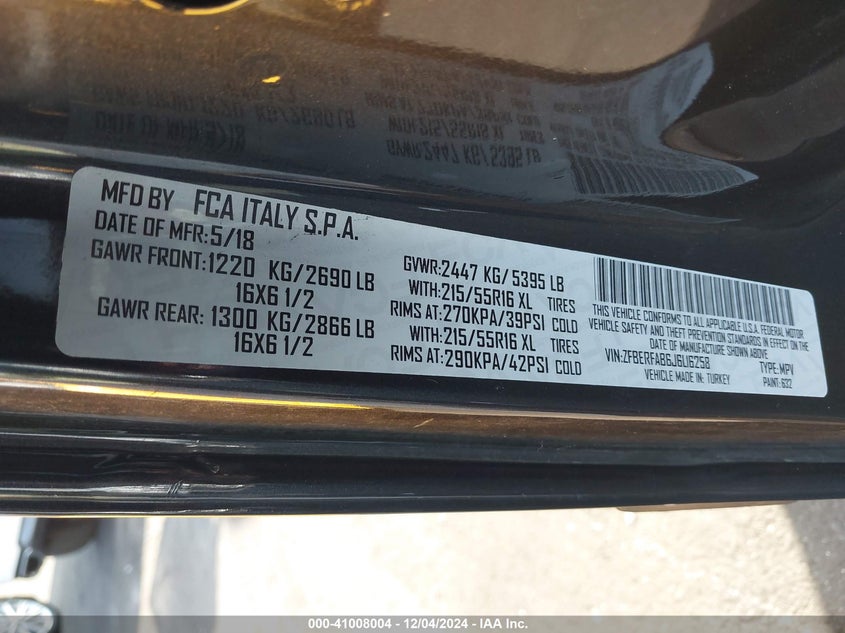 MFD BY FCA ITALY S.P.A.
DATE OF MFR:5/18
GAWR FRONT:1220 KG/2690 LB
16X6 1/2
GAWR REAR: 1300 KG/2866 LB
16X6 1/2
GVWR:2447 KG/5395 LB
WITH:215/55R16 XL TIRES
RIMS AT:270KPA/39PSI COLD
WITH:215/55R16 XL TIRES
RIMS AT:290KPA/42PSI COLD
THIS VEHICLE CONFORMS TO ALL APPLICABLE U.S.A. FEDERAL MOTOR
VEHICLE SAFETY AND THEFT PREVENTION STANDARDS IN EFFECT ON THE DATE
OF MANUFACTURE SHOWN ABOVE.
VIN:ZFBERFAB6J6U6258 TYPE:MPV
VEHICLE MADE IN: TURKEY PAINT: 632
000-41008004 - 12/04/2024 - IAA Inc.